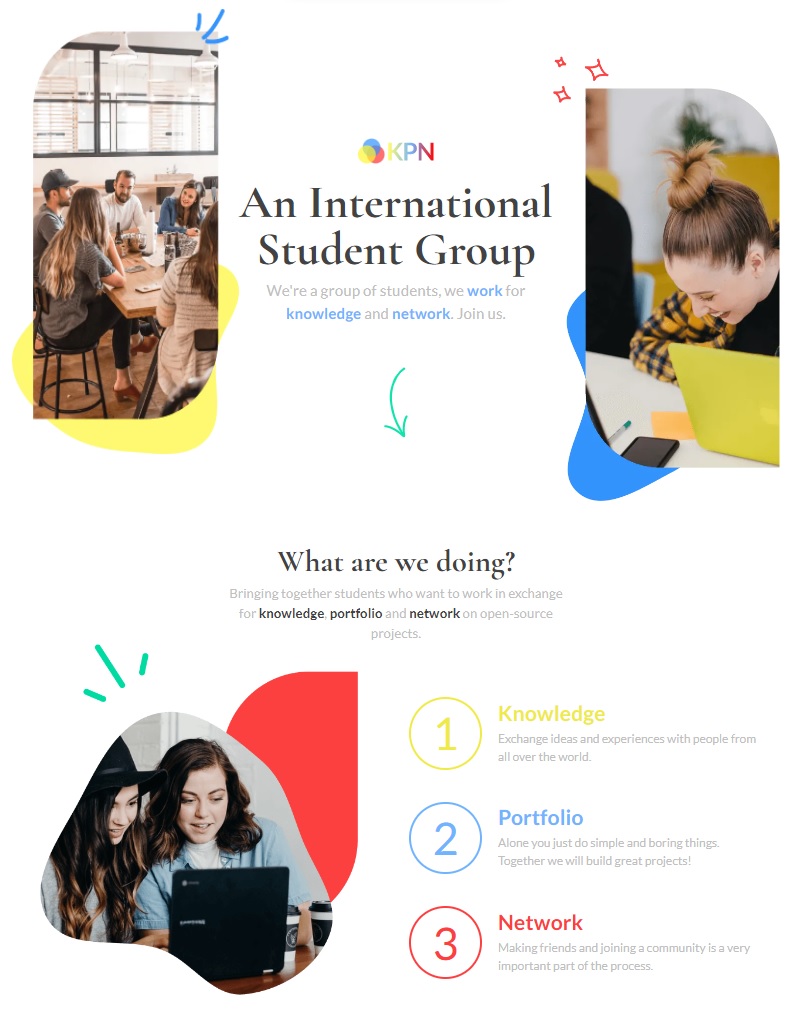 KPN
An International
Student Group
We're a group of students, we work for
knowledge and network. Join us.
What are we doing?
Bringing together students who want to work in exchange
for knowledge, portfolio and network on open-source
projects.
1
Knowledge
Exchange ideas and experiences with people from
all over the world.
2
Portfolio
Alone you just do simple and boring things.
Together we will build great projects!
3
Network
Making friends and joining a community is a very
important part of the process.
SAMSUNG